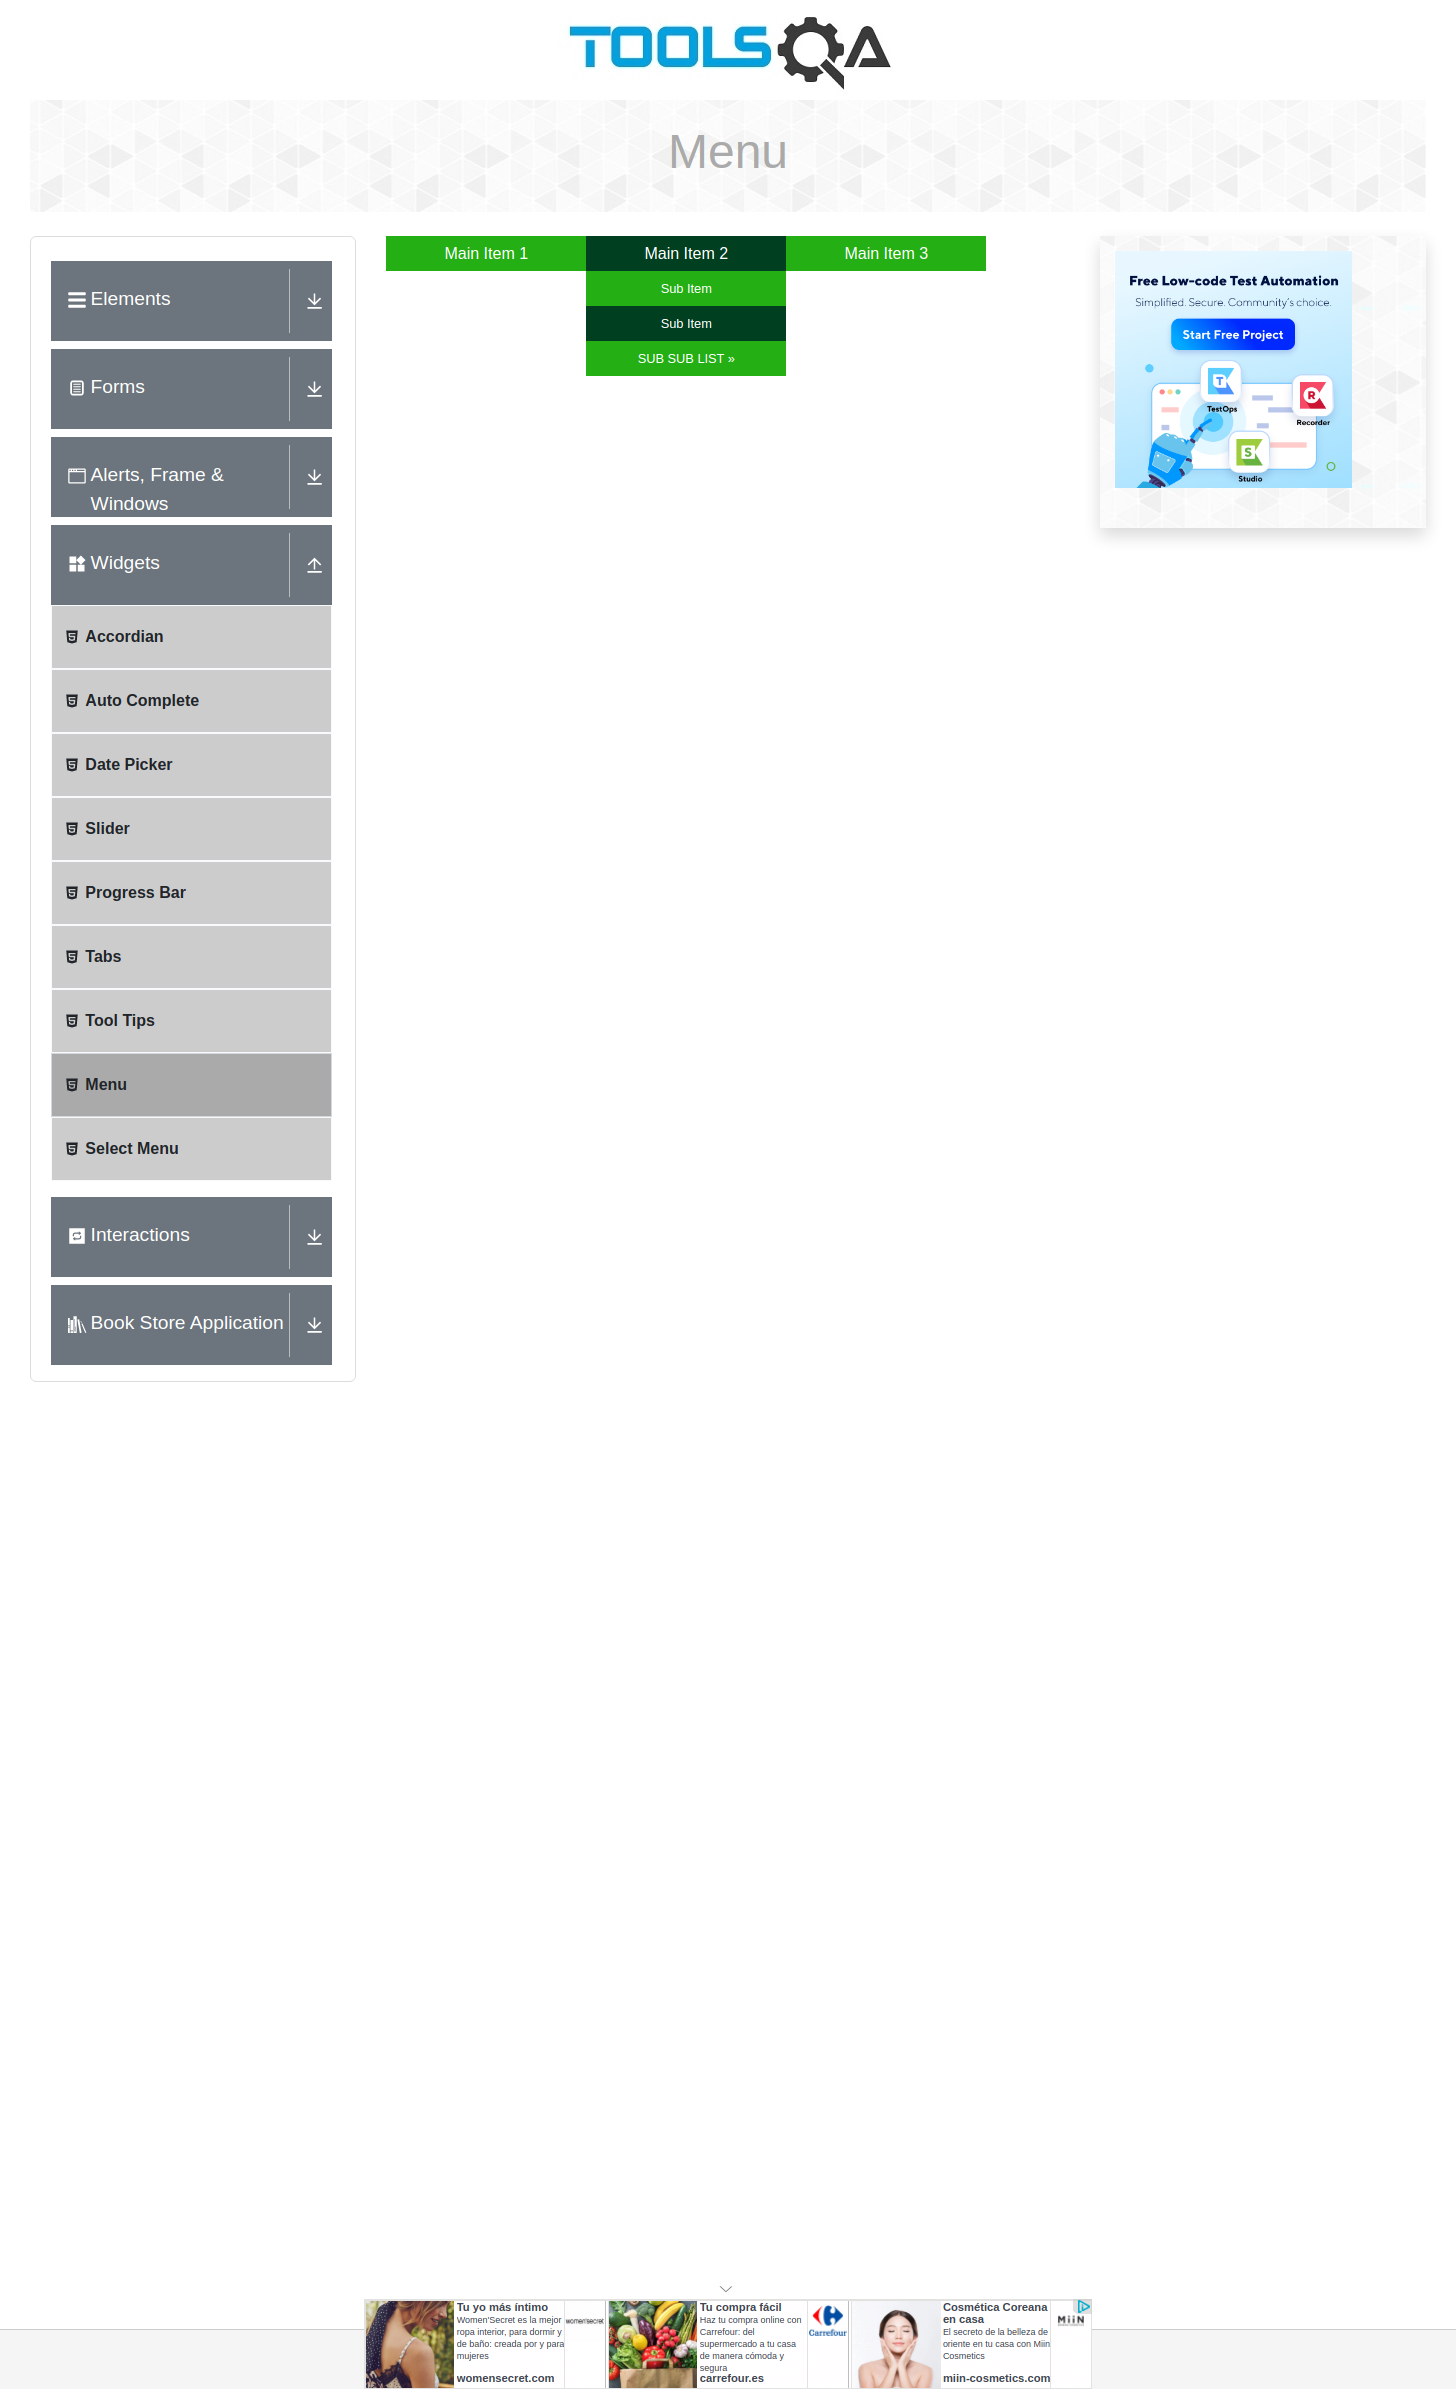 TOOLSQA
Menu
Elements
Forms
Alerts, Frame &
Windows
Widgets
Accordian
Auto Complete
Date Picker
Slider
Progress Bar
Tabs
Tool Tips
Menu
Select Menu
Interactions
Book Store Application
Main Item 1
Main Item 2
Main Item 3
Sub Item
Sub Item
SUB SUB LIST »
Free Low-code Test Automation
Simplified. Secure. Community's choice.
Start Free Project
T
TestOps
R
Recorder
S
Studio
Tu yo más íntimo
Women'Secret es la mejor
ropa interior, para dormir y
de baño: creada por y para
mujeres
womensecret.com
women'secret
Tu compra fácil
Haz tu compra online con
Carrefour: del
supermercado a tu casa
de manera cómoda y
segura
carrefour.es
Carrefour
Cosmética Coreana
en casa
El secreto de la belleza de
oriente en tu casa con Miin
Cosmetics
miin-cosmetics.com
MiiN